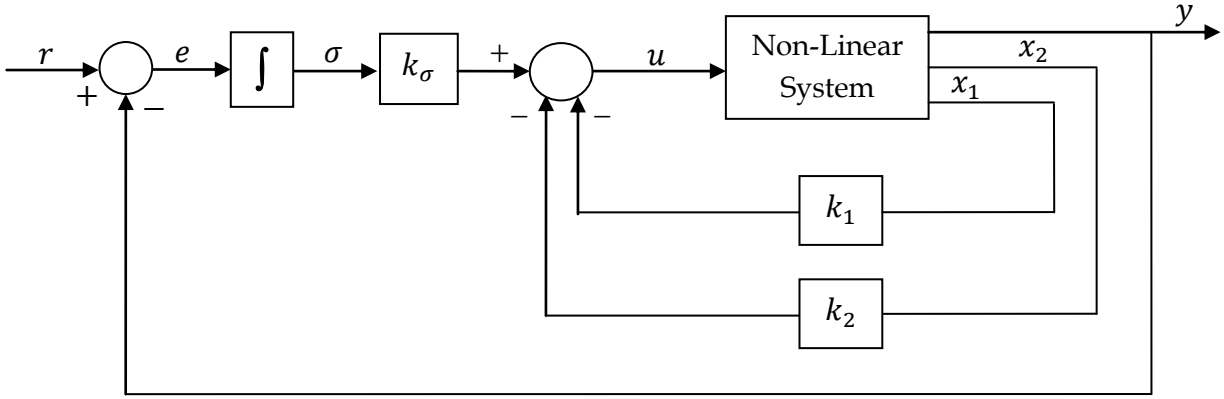 r
+
−
e
∫
σ
k_σ
+
−
−
u
Non-Linear
System
y
x_2
x_1
k_1
k_2